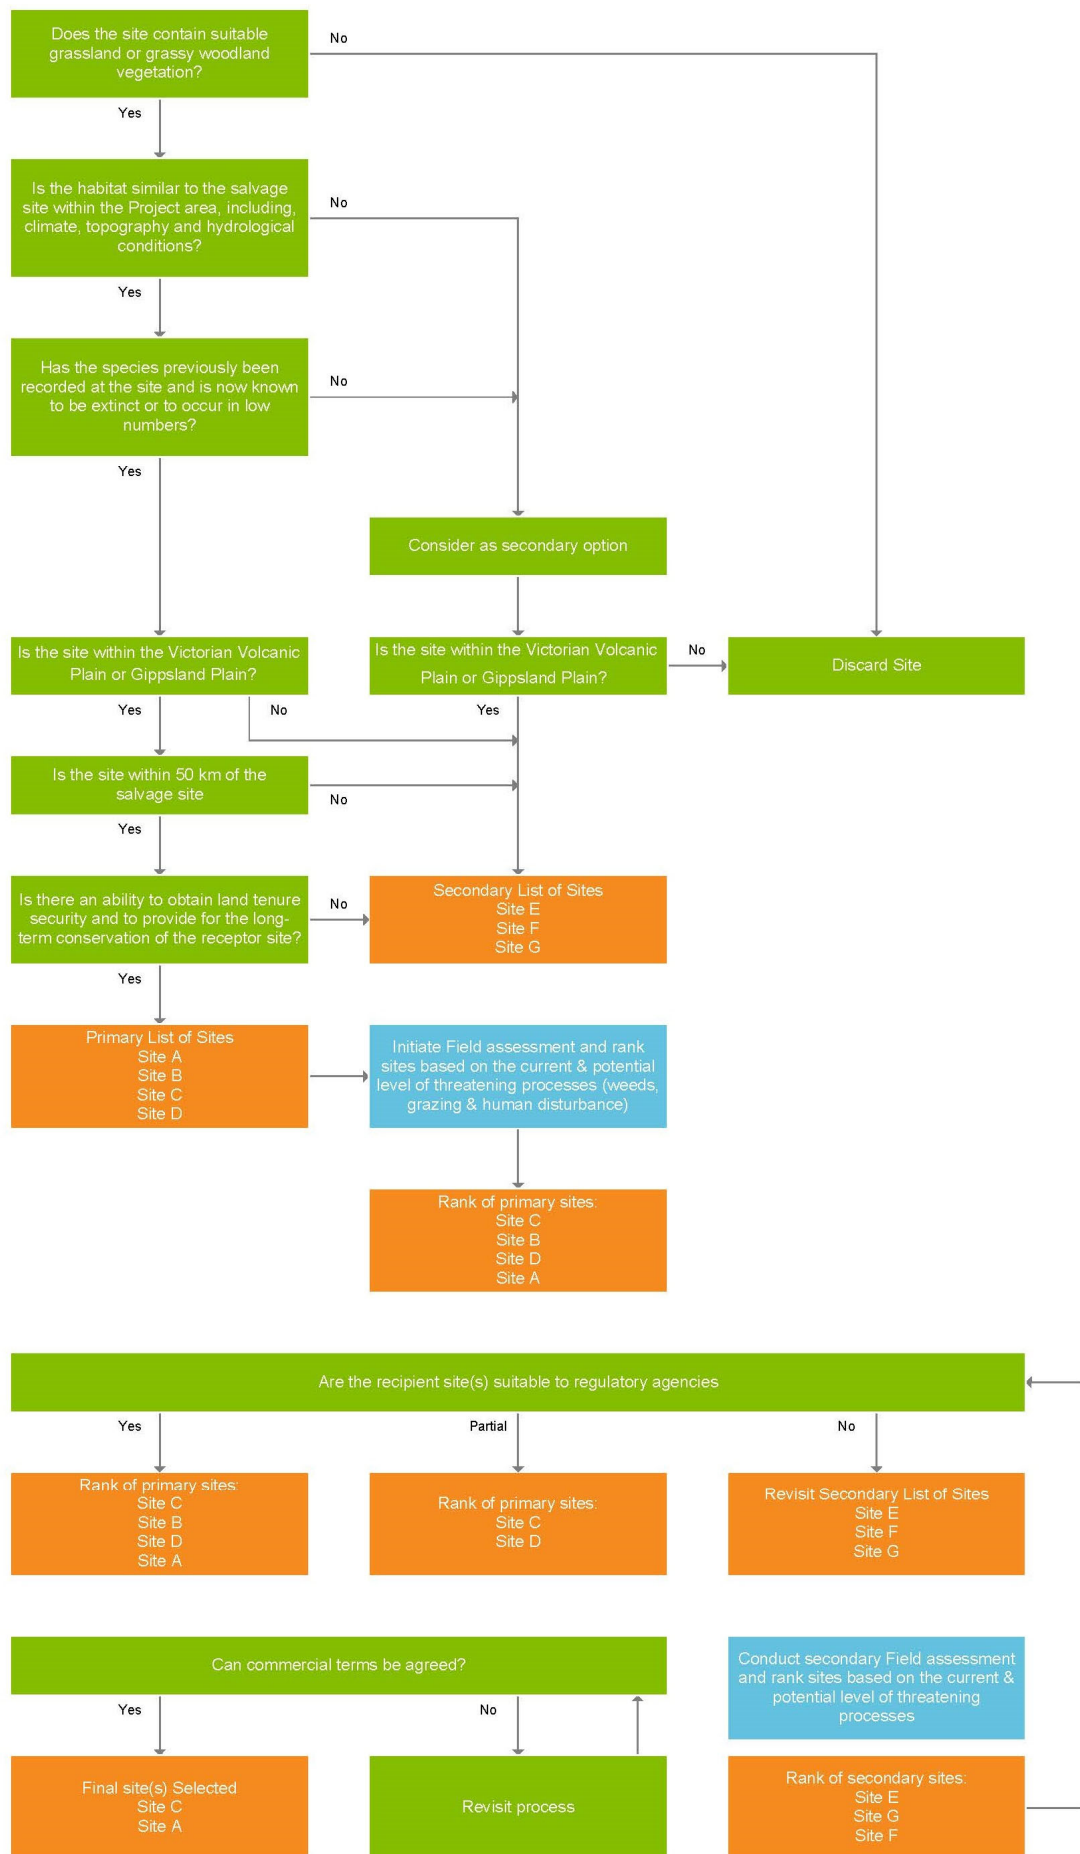 Does the site contain suitable
grassland or grassy woodland
vegetation?
No
Yes
Is the habitat similar to the salvage
site within the Project area, including,
climate, topography and hydrological
conditions?
No
Yes
Has the species previously been
recorded at the site and is now known
to be extinct or to occur in low
numbers?
No
Yes
Consider as secondary option
Is the site within the Victorian Volcanic
Plain or Gippsland Plain?
Is the site within the Victorian Volcanic
Plain or Gippsland Plain?
No
Discard Site
Yes
No
Yes
Is the site within 50 km of the
salvage site
No
Yes
Is there an ability to obtain land tenure
security and to provide for the long-
term conservation of the receptor site?
No
Secondary List of Sites
Site E
Site F
Site G
Yes
Primary List of Sites
Site A
Site B
Site C
Site D
Initiate Field assessment and rank
sites based on the current & potential
level of threatening processes (weeds,
grazing & human disturbance)
Rank of primary sites:
Site C
Site B
Site D
Site A
Are the recipient site(s) suitable to regulatory agencies
Yes
Partial
No
Rank of primary sites:
Site C
Site B
Site D
Site A
Rank of primary sites:
Site C
Site D
Revisit Secondary List of Sites
Site E
Site F
Site G
Can commercial terms be agreed?
Conduct secondary Field assessment
and rank sites based on the current &
potential level of threatening
processes
Yes
No
Final site(s) Selected
Site C
Site A
Revisit process
Rank of secondary sites:
Site E
Site G
Site F